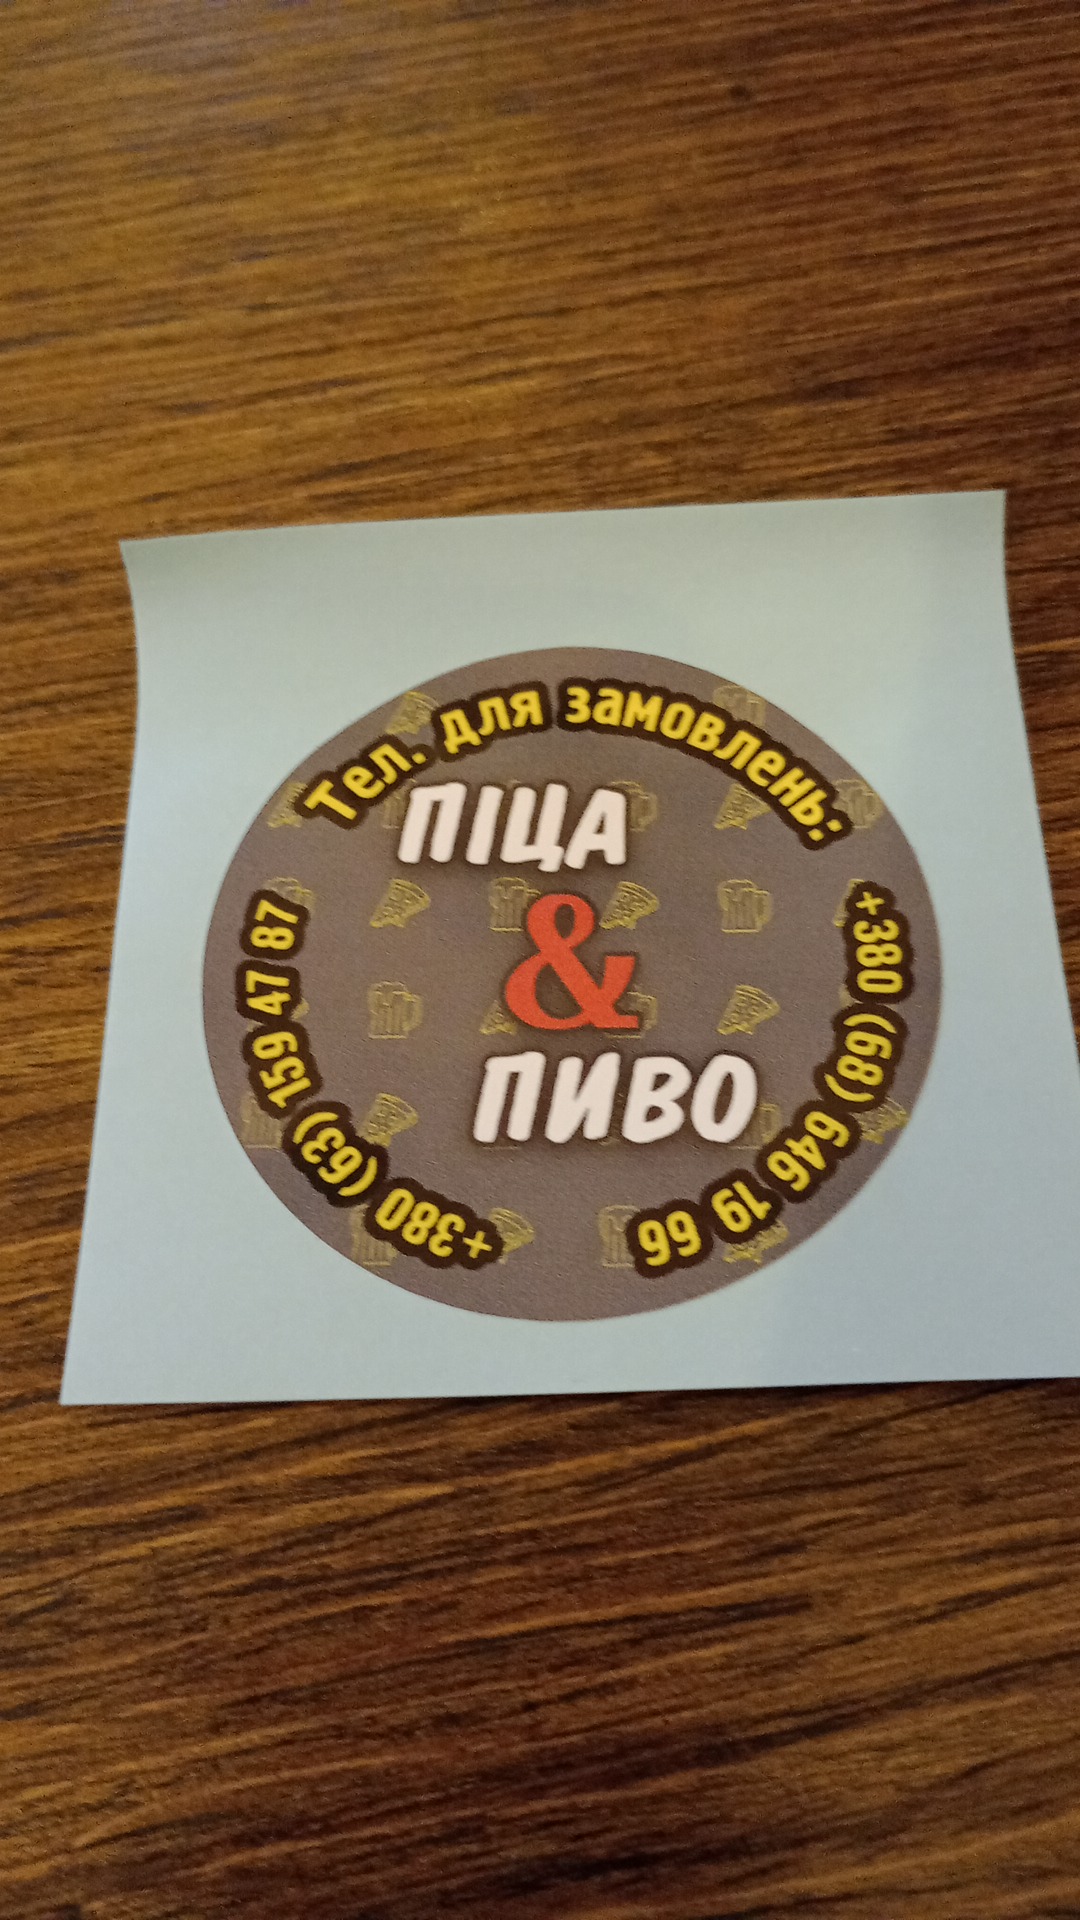 Тел. для замовлень:
ПІЦА
&
ПИВО
+380 (68) 646 19 66
+380 (63) 159 47 87